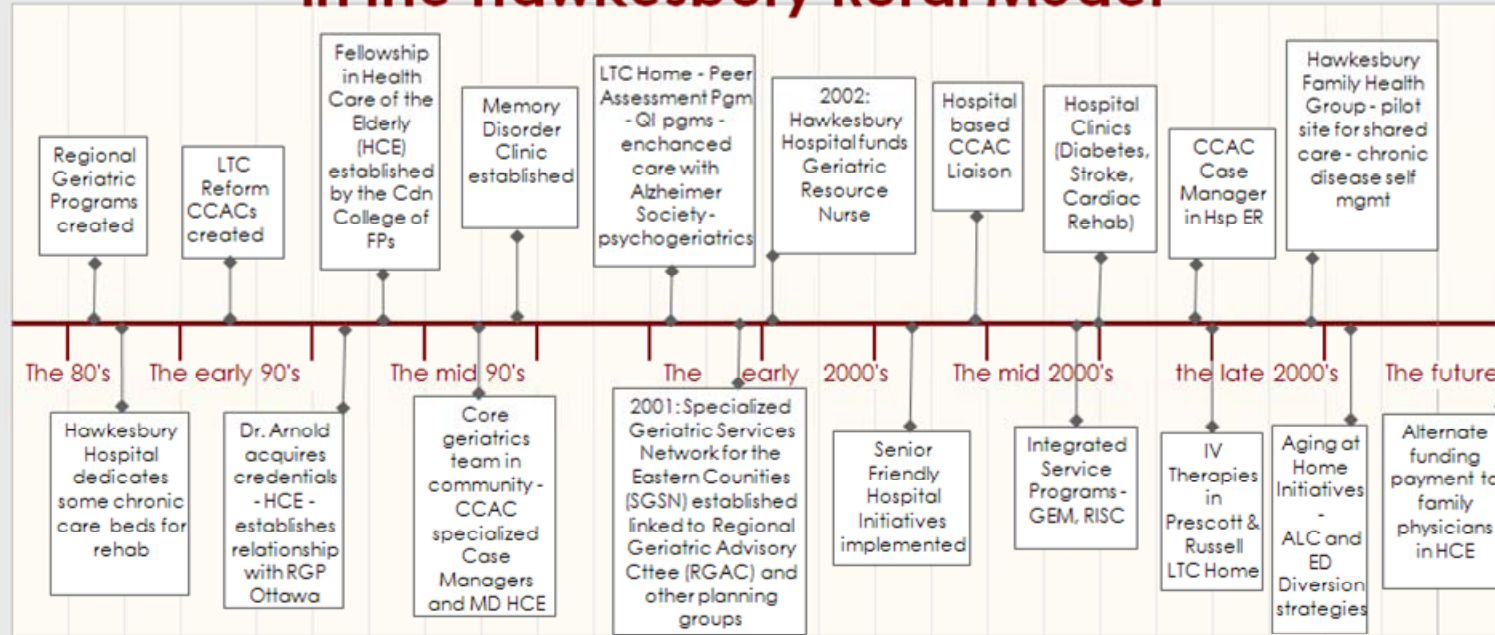 in the Hawkesbury Rural Model
Regional
Geriatric
Programs
created
LTC
Reform
CCACs
created
Fellowship
in Health
Care of the
Elderly
(HCE)
established
by the Cdn
College of
FPs
Memory
Disorder
Clinic
established
LTC Home - Peer
Assessment Pgm
- QI pgms -
enchanced
care with
Alzheimer
Society-
psychogeriatrics
2002:
Hawkesbury
Hospital funds
Geriatric
Resource
Nurse
Hospital
based
CCAC
Liaison
Hospital
Clinics
(Diabetes,
Stroke,
Cardiac
Rehab)
CCAC
Case
Manager
in Hsp ER
Hawkesbury
Family Health
Group - pilot
site for shared
care - chronic
disease self
mgmt
The 80's
The early 90's
The mid 90's
The early 2000's
The mid 2000's
the late 2000's
The future
Hawkesbury
Hospital
dedicates
some chronic
care beds for
rehab
Dr. Arnold
acquires
credentials
- HCE -
establishes
relationship
with RGP
Ottawa
Core
geriatrics
team in
community -
CCAC
specialized
Case
Managers
and MD HCE
2001: Specialized
Geriatric Services
Network for the
Eastern Counities
(SGSN) established
linked to Regional
Geriatric Advisory
Cttee (RGAC) and
other planning
groups
Senior
Friendly
Hospital
Initiatives
implemented
Integrated
Service
Programs -
GEM, RISC
IV
Therapies
in
Prescott &
Russell
LTC Home
Aging at
Home
Initiatives
-
ALC and
ED
Diversion
strategies
Alternate
funding
payment to
family
physicians
in HCE